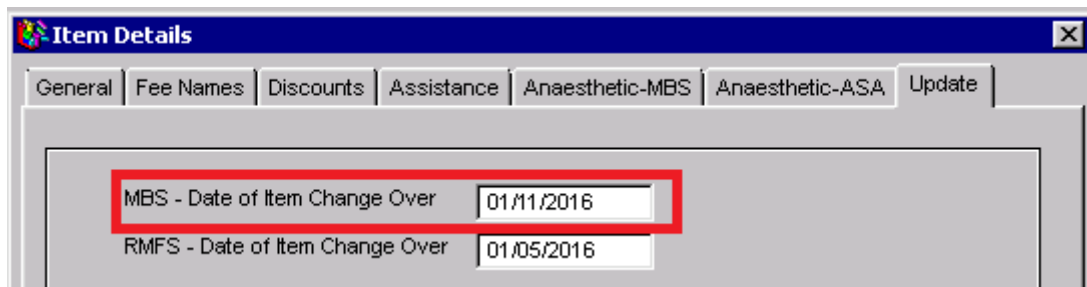 Item Details
General Fee Names Discounts Assistance Anaesthetic-MBS Anaesthetic-ASA Update
MBS - Date of Item Change Over 01/11/2016
RMFS - Date of Item Change Over 01/05/2016